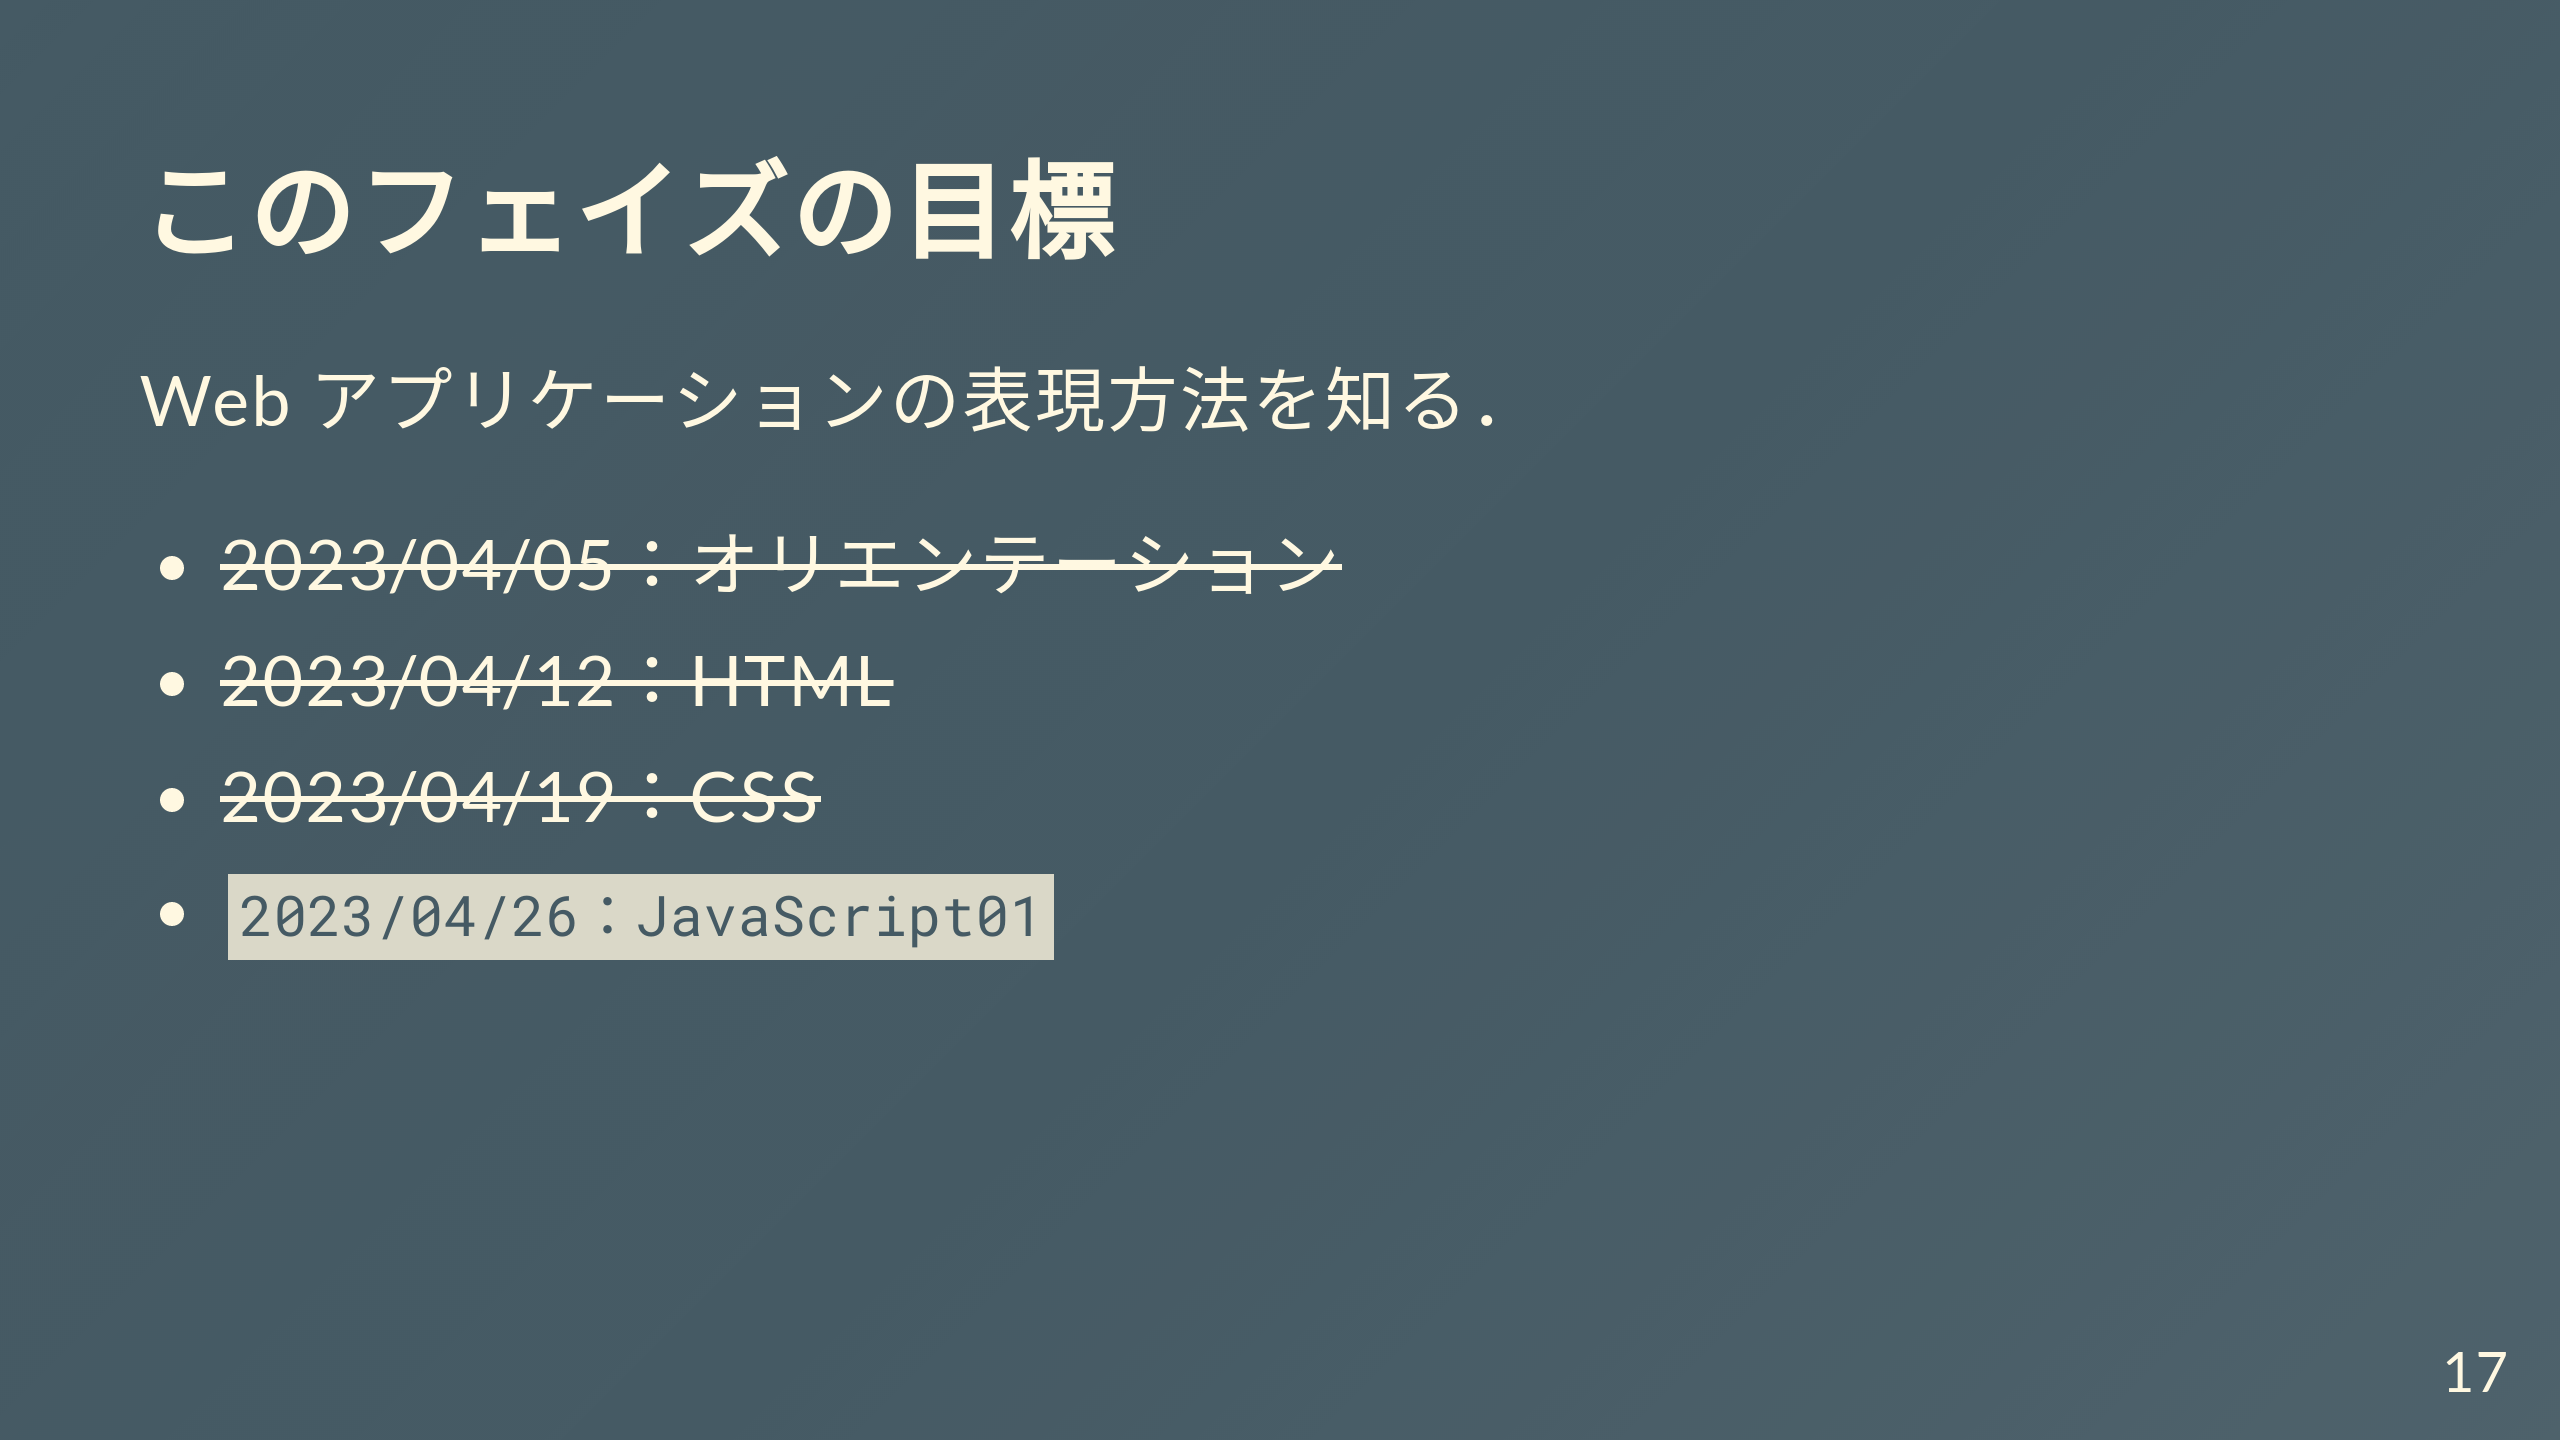 このフェイズの目標
Web アプリケーションの表現方法を知る．
2023/04/05：オリエンテーション
2023/04/12：HTML
2023/04/19：CSS
2023/04/26：JavaScript01
17